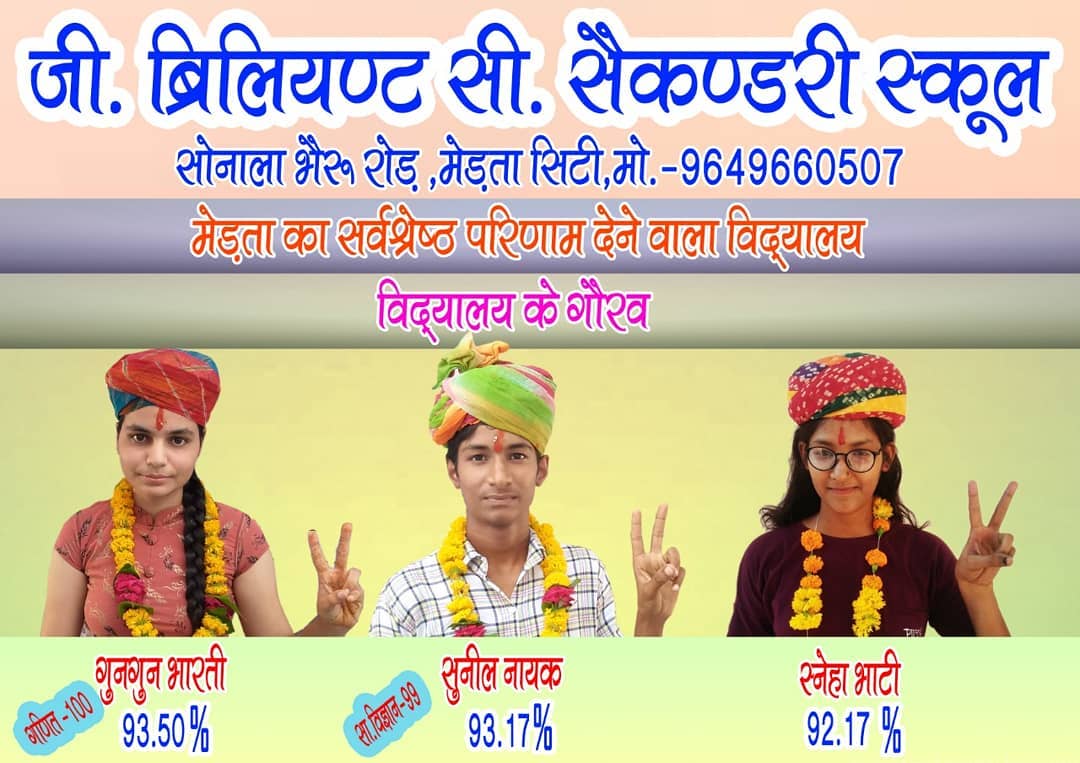 जी. ब्रिलियण्ट सी. सैकण्डरी स्कूल
सोनाला भैरू रोड़ ,मेड़ता सिटी,मो.-9649660507
मेड़ता का सर्वश्रेष्ठ परिणाम देने वाला विद्यालय
विद्यालय के गौरव
गुनगुन भारती
गणित -100
93.50%
सुनील नायक
सा.विज्ञान-99
93.17%
स्नेहा भाटी
92.17 %